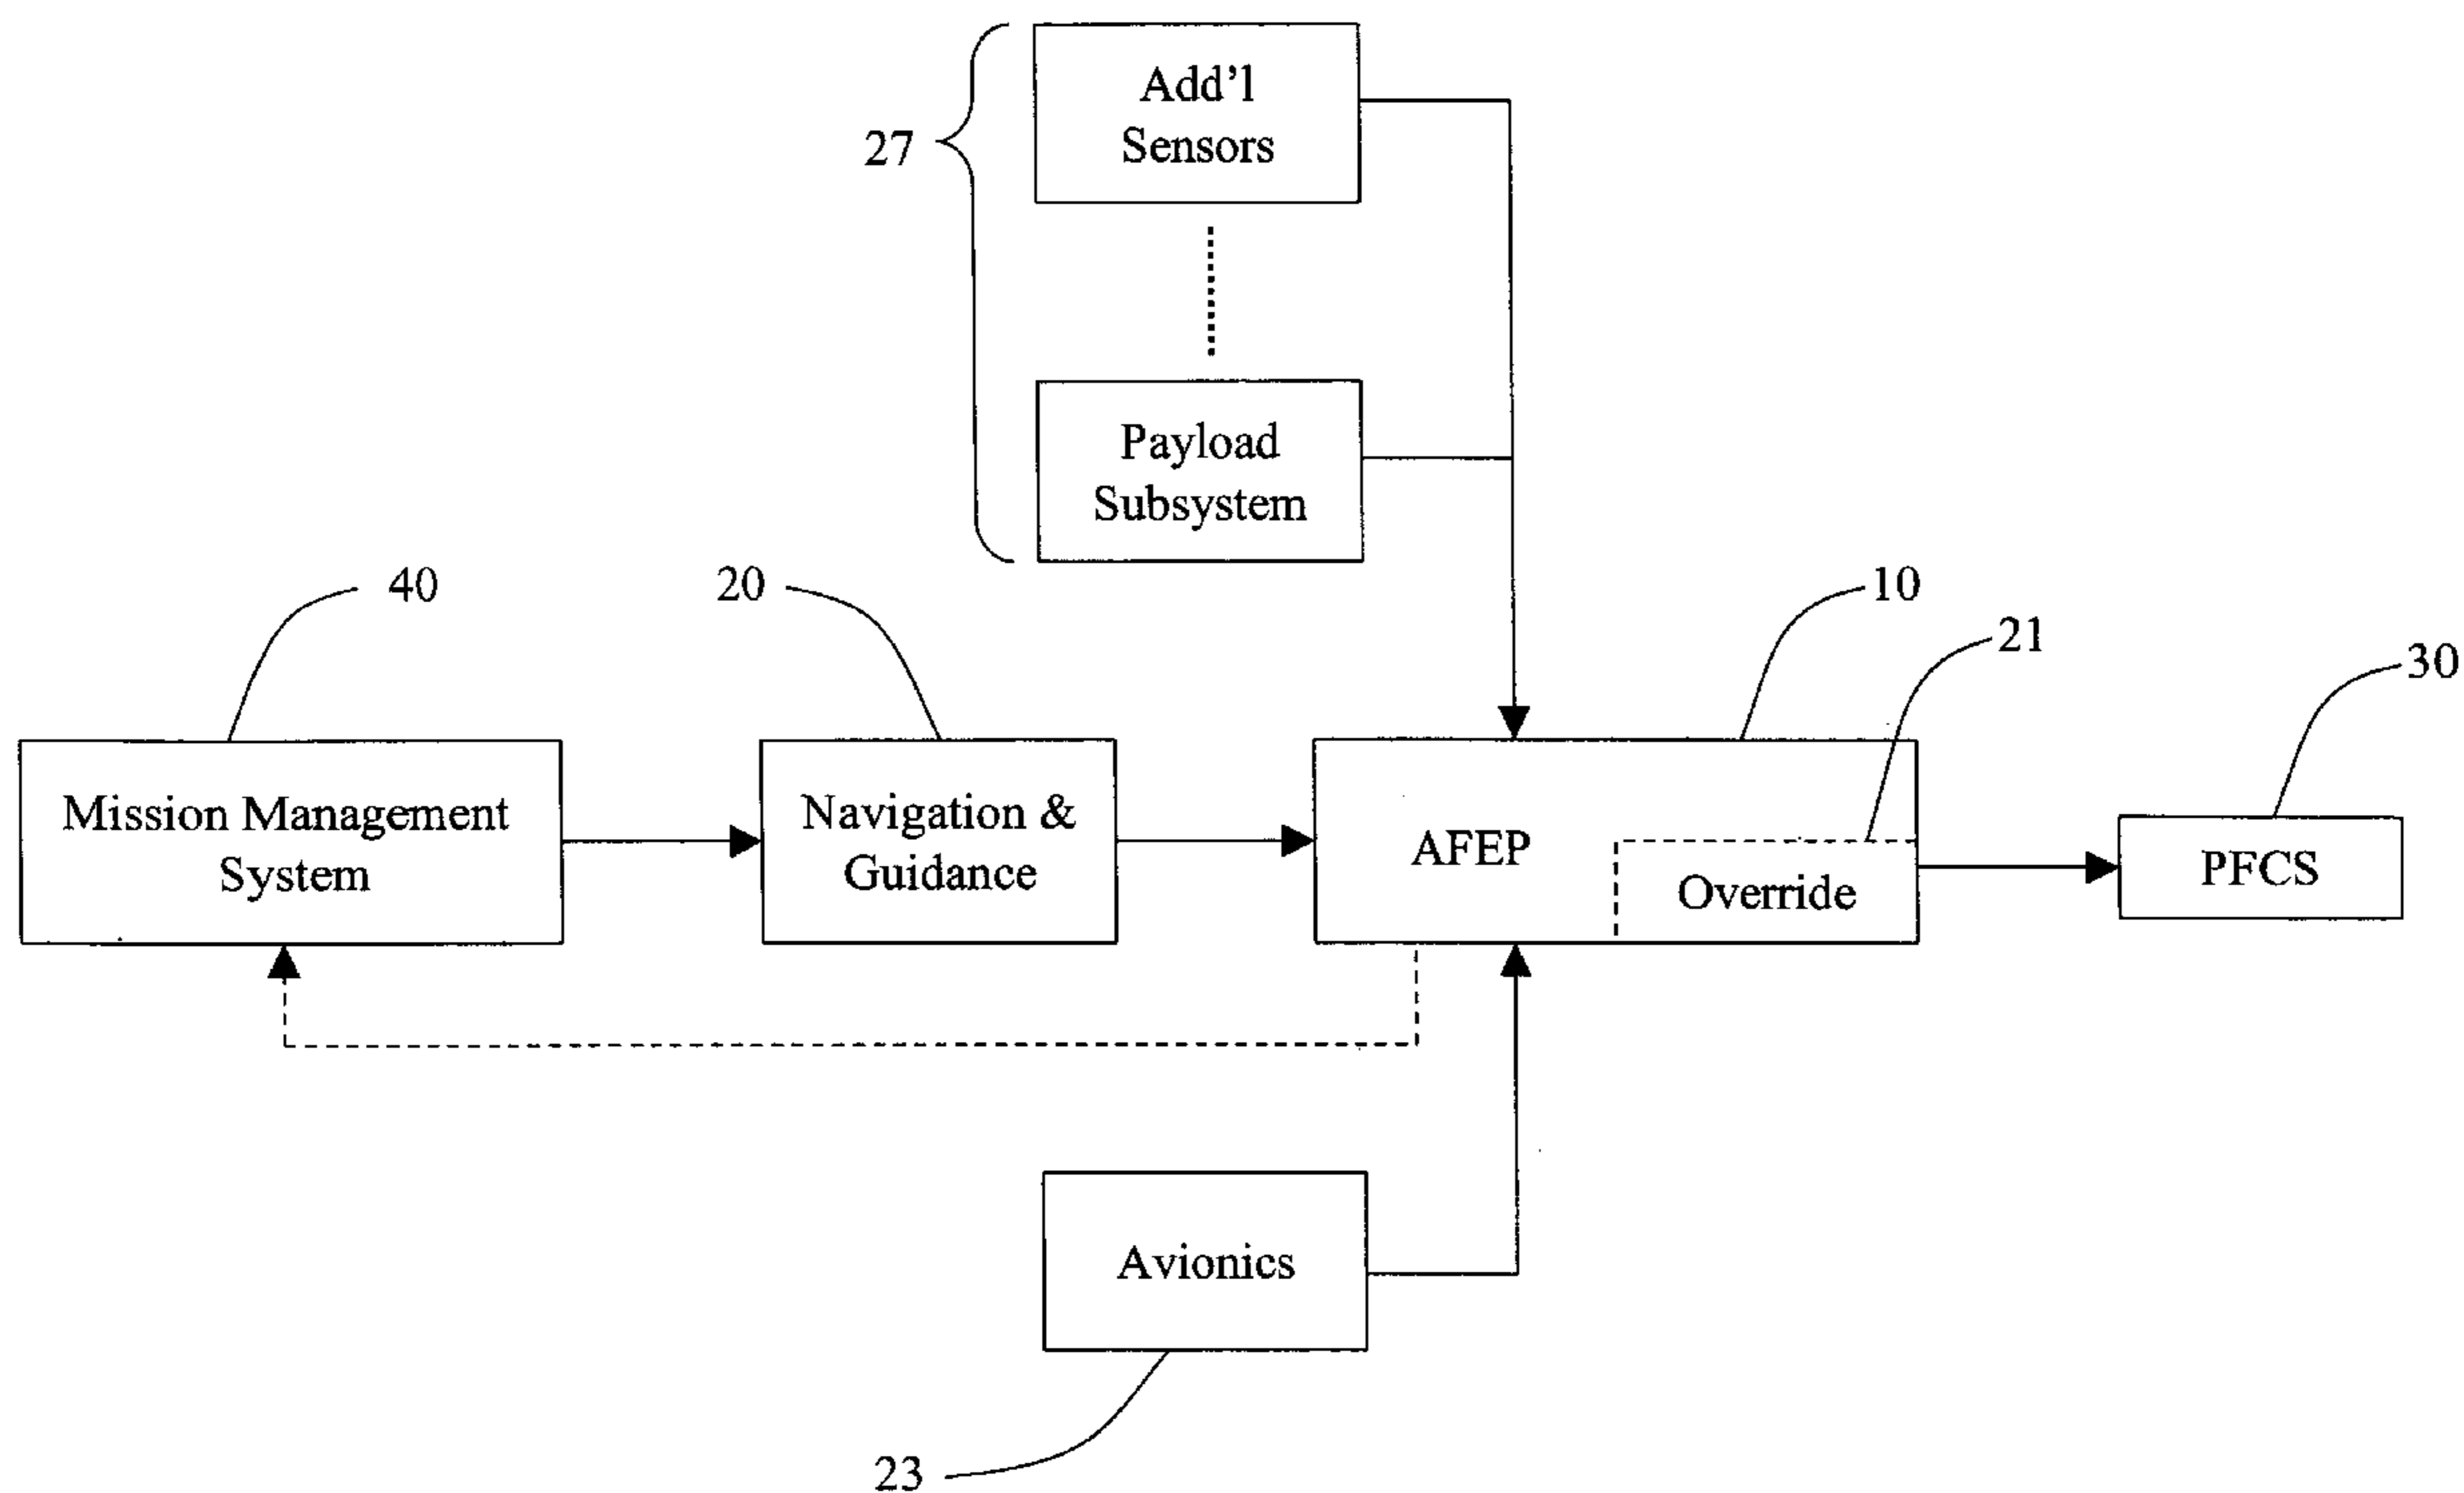 Add'l
Sensors
27
Payload
Subsystem
40
20
10
21
30
Mission Management
System
Navigation &
Guidance
AFEP
Override
PFCS
Avionics
23